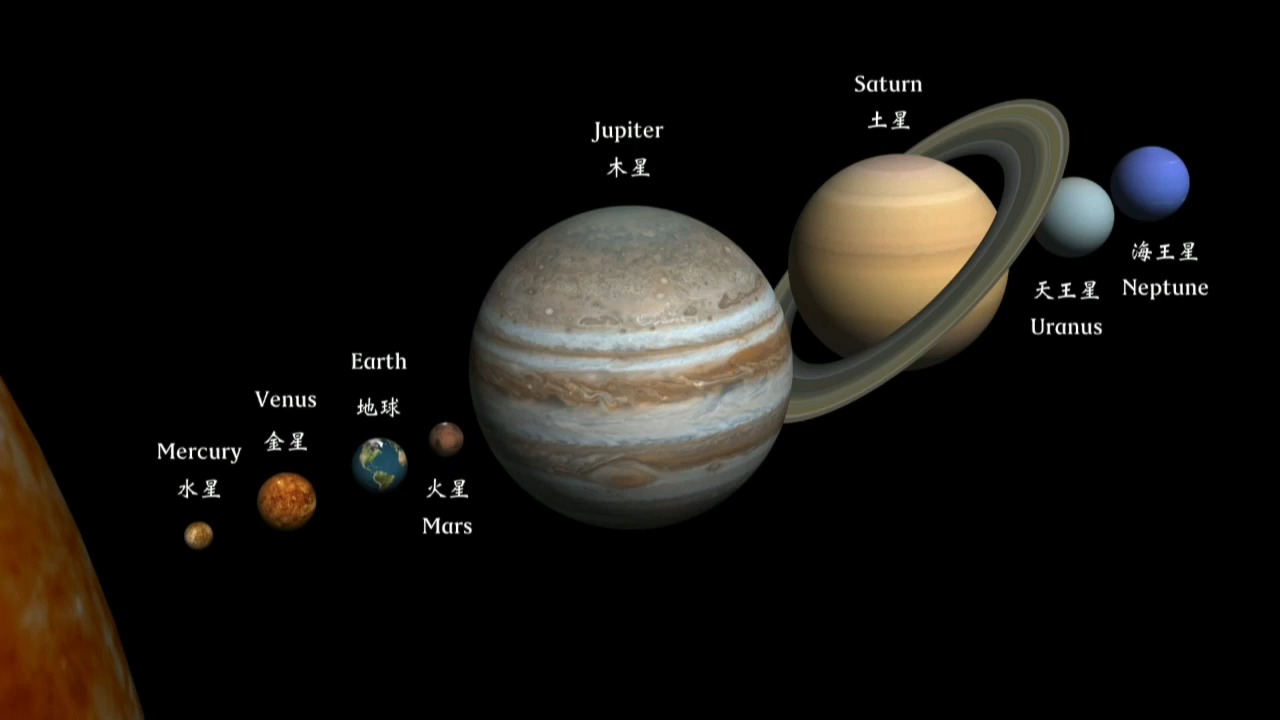 Mercury
水星
Venus
金星
Earth
地球
火星
Mars
Jupiter
木星
Saturn
土星
天王星
Uranus
海王星
Neptune